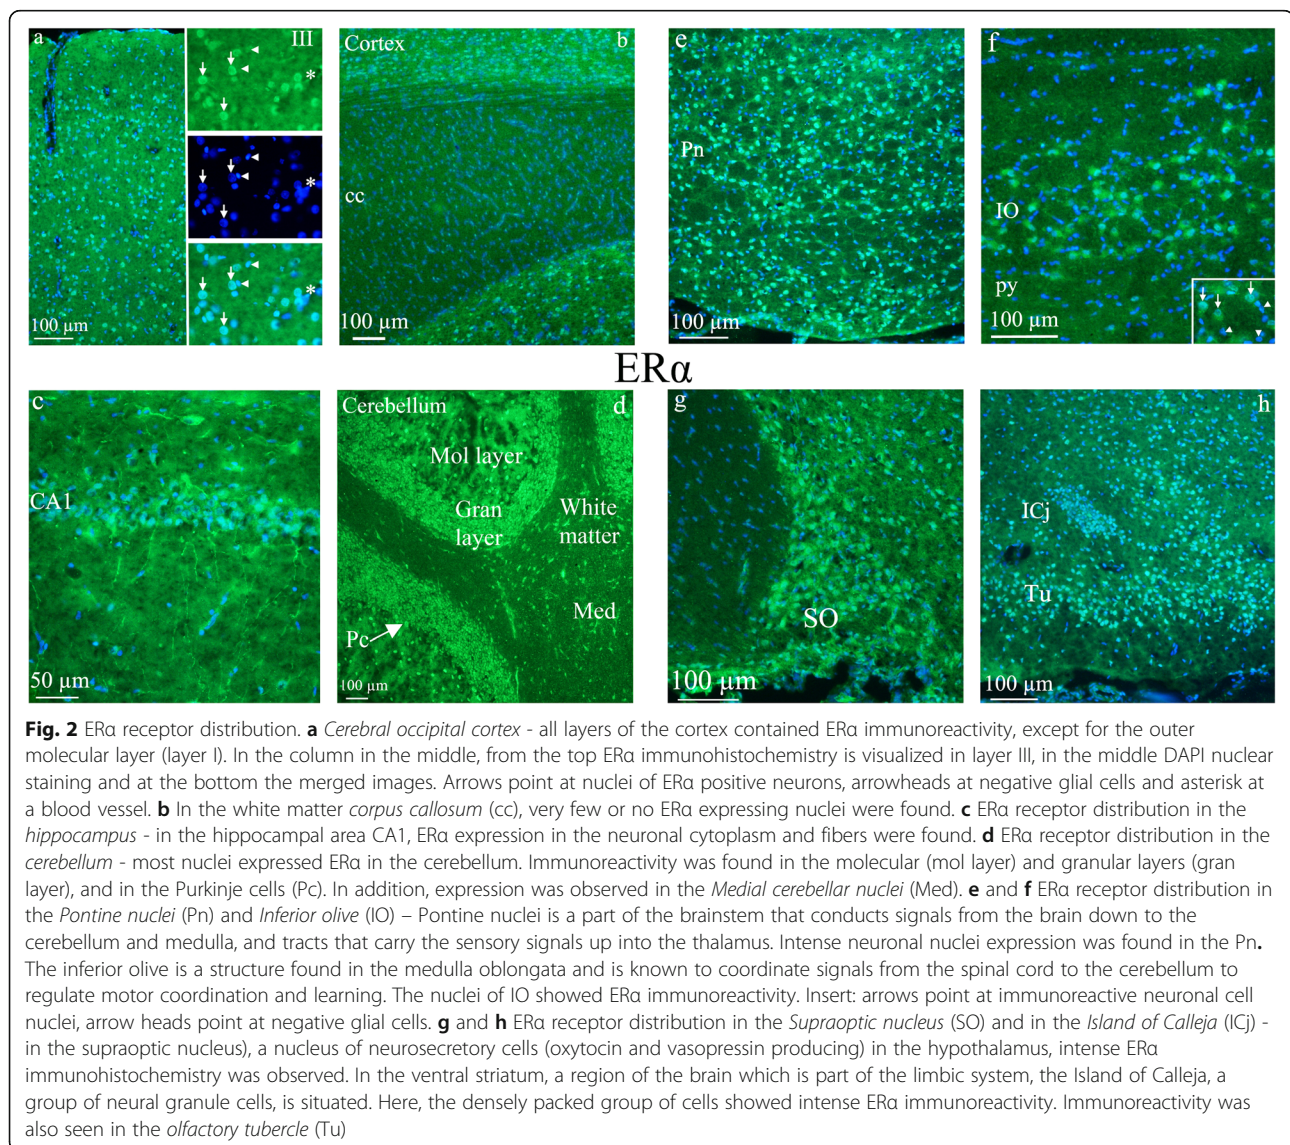 a
III
*
*
*
100 µm
Cortex
b
cc
100 µm
e
Pn
100 µm
f
IO
py
100 µm
ERα
c
CA1
50 µm
Cerebellum
d
Mol layer
Gran
layer
White
matter
Med
Pc
100 µm
g
SO
100 µm
h
ICj
Tu
100 µm
Fig. 2 ERα receptor distribution. a Cerebral occipital cortex - all layers of the cortex contained ERα immunoreactivity, except for the outer
molecular layer (layer I). In the column in the middle, from the top ERα immunohistochemistry is visualized in layer III, in the middle DAPI nuclear
staining and at the bottom the merged images. Arrows point at nuclei of ERα positive neurons, arrowheads at negative glial cells and asterisk at
a blood vessel. b In the white matter corpus callosum (cc), very few or no ERα expressing nuclei were found. c ERα receptor distribution in the
hippocampus - in the hippocampal area CA1, ERα expression in the neuronal cytoplasm and fibers were found. d ERα receptor distribution in the
cerebellum - most nuclei expressed ERα in the cerebellum. Immunoreactivity was found in the molecular (mol layer) and granular layers (gran
layer), and in the Purkinje cells (Pc). In addition, expression was observed in the Medial cerebellar nuclei (Med). e and f ERα receptor distribution in
the Pontine nuclei (Pn) and Inferior olive (IO) – Pontine nuclei is a part of the brainstem that conducts signals from the brain down to the
cerebellum and medulla, and tracts that carry the sensory signals up into the thalamus. Intense neuronal nuclei expression was found in the Pn.
The inferior olive is a structure found in the medulla oblongata and is known to coordinate signals from the spinal cord to the cerebellum to
regulate motor coordination and learning. The nuclei of IO showed ERα immunoreactivity. Insert: arrows point at immunoreactive neuronal cell
nuclei, arrow heads point at negative glial cells. g and h ERα receptor distribution in the Supraoptic nucleus (SO) and in the Island of Calleja (ICj) -
in the supraoptic nucleus), a nucleus of neurosecretory cells (oxytocin and vasopressin producing) in the hypothalamus, intense ERα
immunohistochemistry was observed. In the ventral striatum, a region of the brain which is part of the limbic system, the Island of Calleja, a
group of neural granule cells, is situated. Here, the densely packed group of cells showed intense ERα immunoreactivity. Immunoreactivity was
also seen in the olfactory tubercle (Tu)